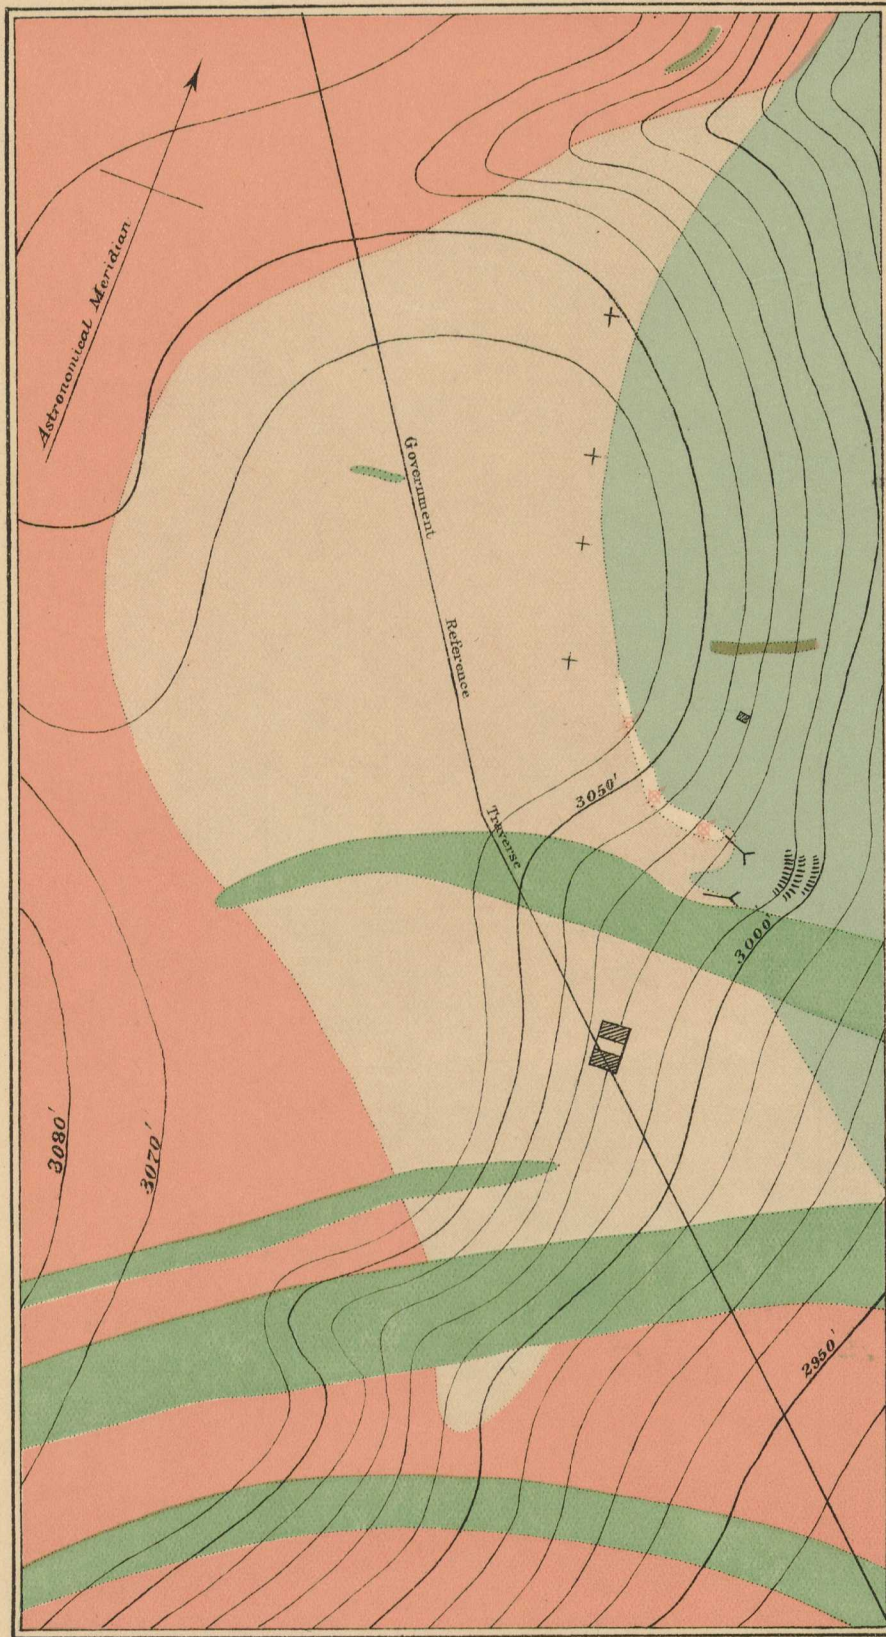 Astronomical Meridian
Government
Reference
Traverse
3050'
3000'
3080'
3070'
2950'